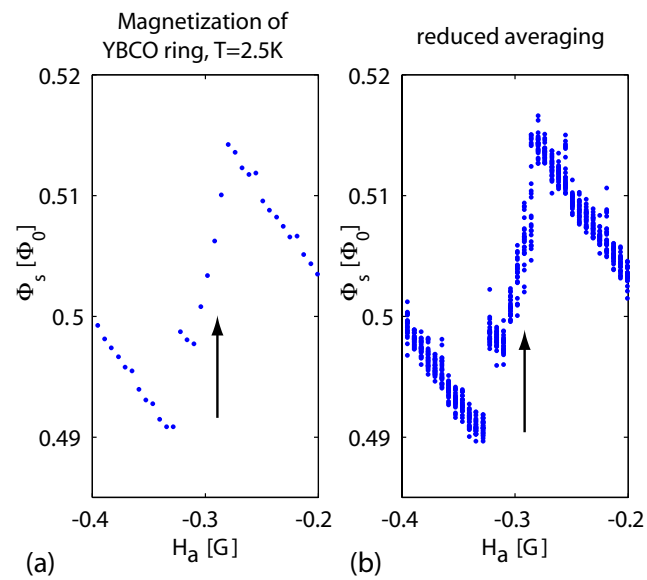 Magnetization of
YBCO ring, T=2.5K
reduced averaging
0.52
0.51
0.5
0.49
Φ s [Φ0]
-0.4
-0.3
-0.2
Ha [G]
(a)
0.52
0.51
0.5
0.49
Φ s [Φ0]
-0.4
-0.3
-0.2
Ha [G]
(b)